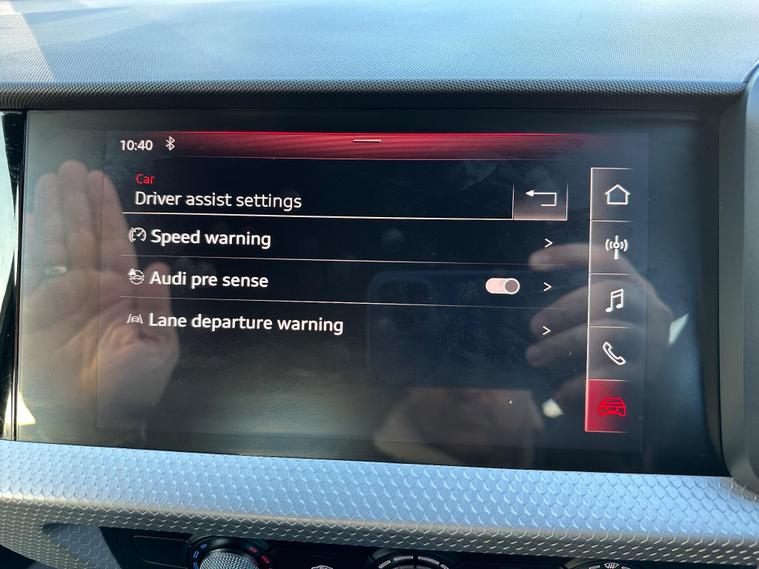 10:40
Car
Driver assist settings
Speed warning
Audi pre sense
Lane departure warning